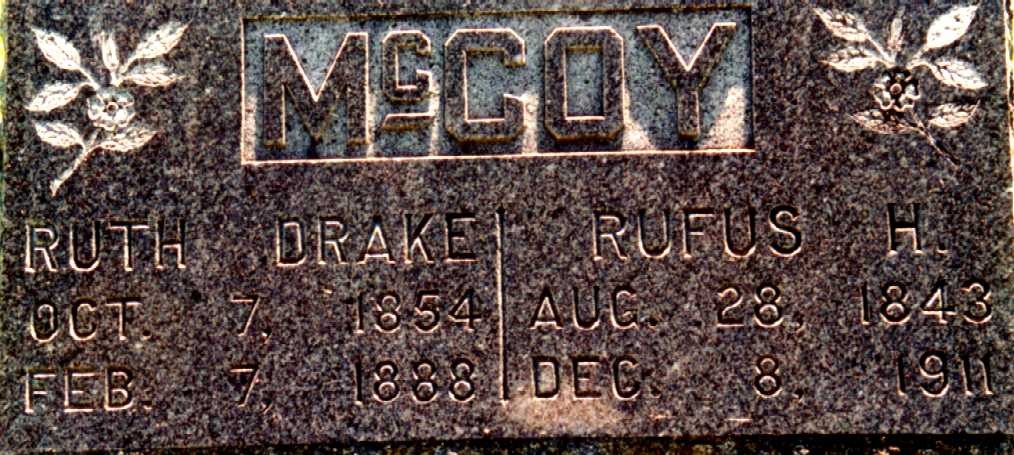 McCOY
RUTH DRAKE
OCT. 7, 1854
FEB. 7, 1888
RUFUS H.
AUG. 28, 1843
DEC. 8, 1911